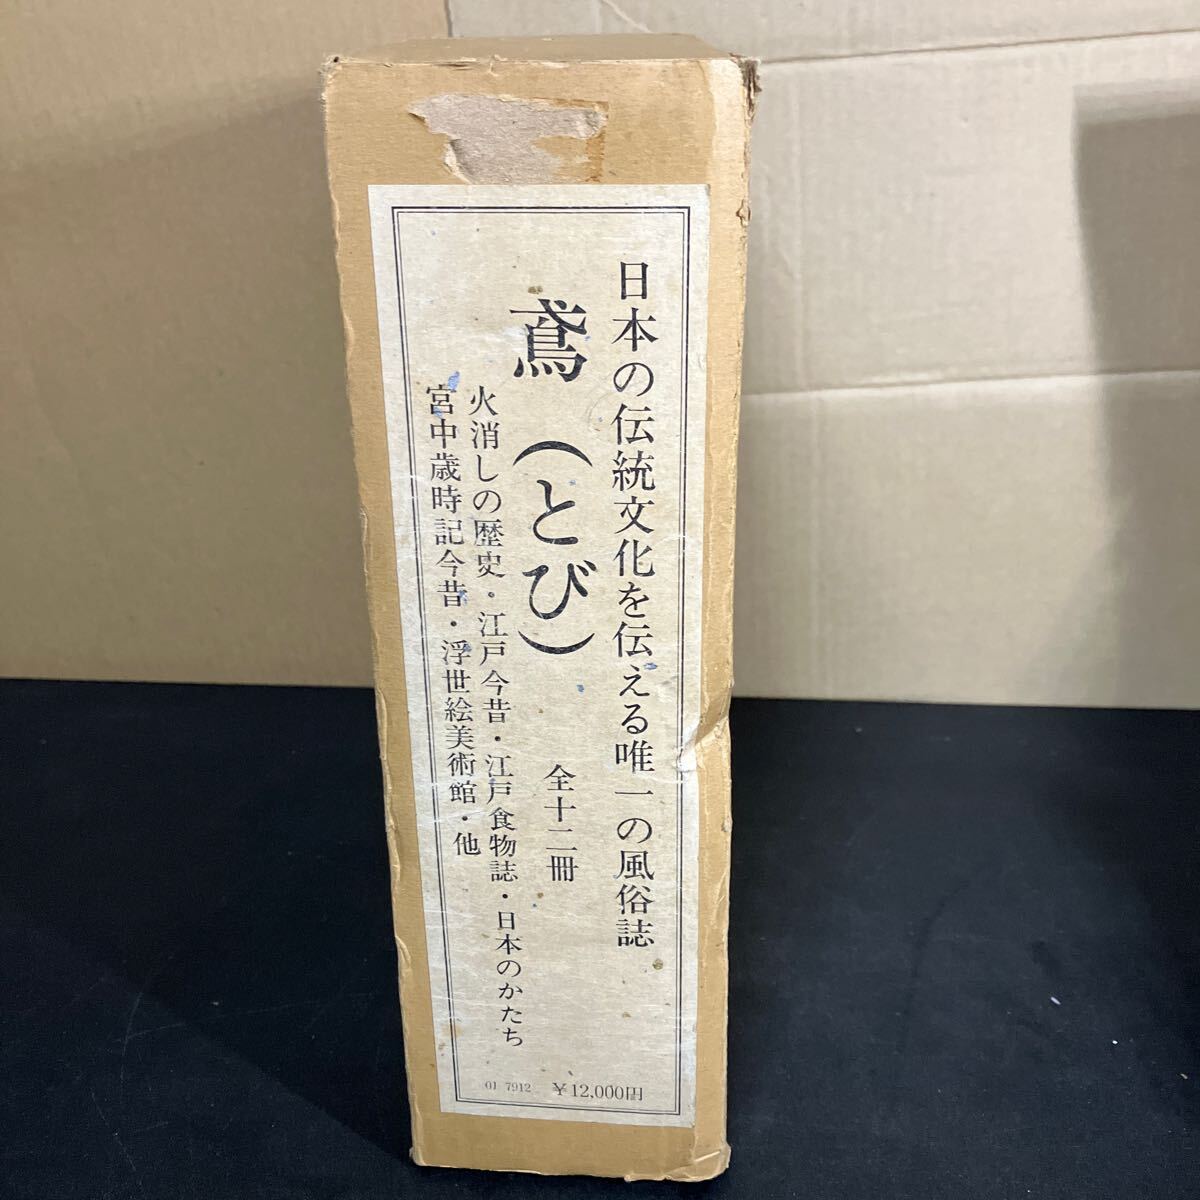 日本の伝統文化を伝える唯一の風俗誌
鳶（とび）
全十二冊
火消しの歴史・江戸今昔・江戸食物誌・日本のかたち
宮中歳時記今昔・浮世絵美術館・他
01 7912 ¥12,000円